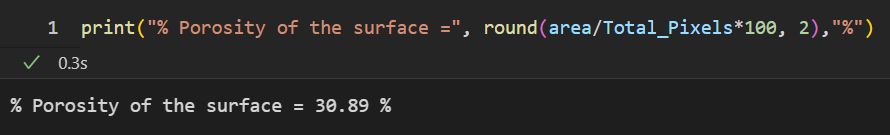 1 print("% Porosity of the surface =", round(area/Total_Pixels*100, 2),"%")
0.3s
% Porosity of the surface = 30.89 %